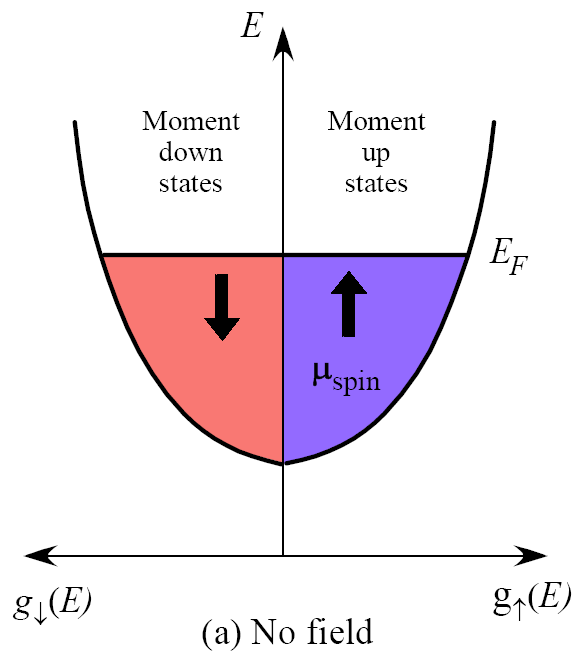 E
Moment
down
states
Moment
up
states
E_F
μ_spin
g↓(E)
g↑(E)
(a) No field